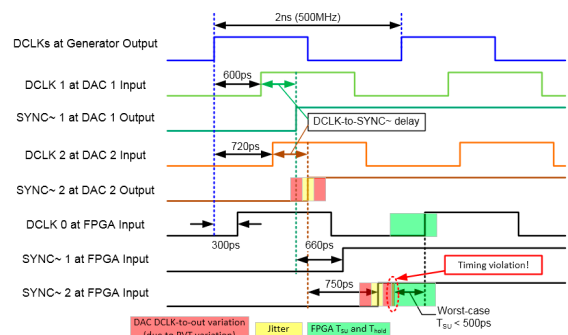 2ns (500MHz)
DCLKs at Generator Output
600ps
DCLK 1 at DAC 1 Input
SYNC~ 1 at DAC 1 Output
DCLK-to-SYNC~ delay
720ps
DCLK 2 at DAC 2 Input
SYNC~ 2 at DAC 2 Output
DCLK 0 at FPGA Input
300ps
660ps
SYNC~ 1 at FPGA Input
Timing violation!
750ps
SYNC~ 2 at FPGA Input
Worst-case
TSU < 500ps
DAC DCLK-to-out variation
(due to PVT variation)
Jitter
FPGA TSU and Thold